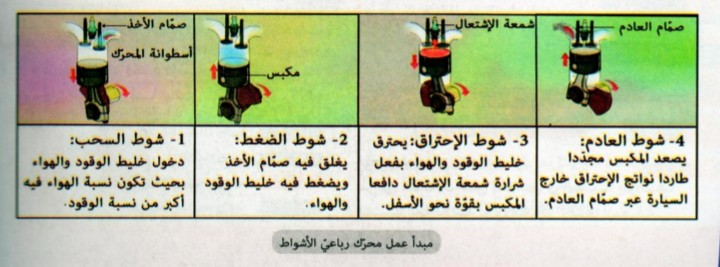 صمّام الأخذ
أسطوانة المحرّك
مكبس
شمعة الإشتعال
صمّام العادم
1- شوط السحب:
دخول خليط الوقود والهواء
بحيث تكون نسبة الهواء فيه
أكبر من نسبة الوقود.
2- شوط الضغط:
يغلق فيه صمّام الأخذ
ويضغط فيه خليط الوقود
والهواء.
3- شوط الإحتراق: يحترق
خليط الوقود والهواء بفعل
شرارة شمعة الإشتعال دافعا
المكبس بقوّة نحو الأسفل.
4- شوط العادم:
يصعد المكبس مجدّدا
طاردا نواتج الإحتراق خارج
السيارة عبر صمّام العادم.
مبدأ عمل محرّك رباعيّ الأشواط